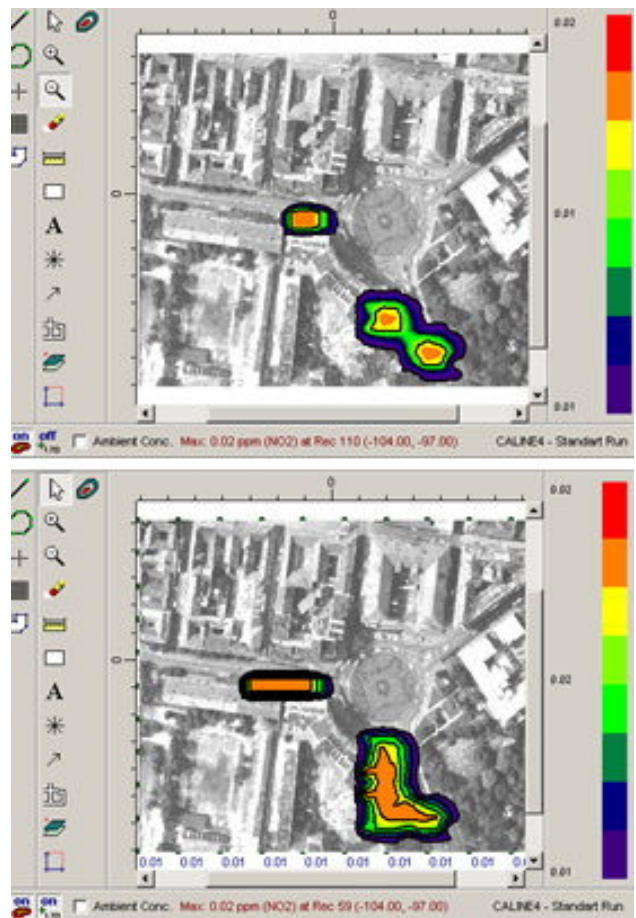 0
0.02
0
0.01
A
0.01
on off Ambient Conc. Max: 0.02 ppm (NO2) at Rec 110 (-104.00, -97.00) CALINE4 - Standart Run
0
0.02
0
0.02
A
0.01 0.01 0.01 0.01 0.01 0.01 0.01 0.01
0.01
on on Ambient Conc. Max: 0.02 ppm (NO2) at Rec 59 (-104.00, -97.00) CALINE4 - Standart Run